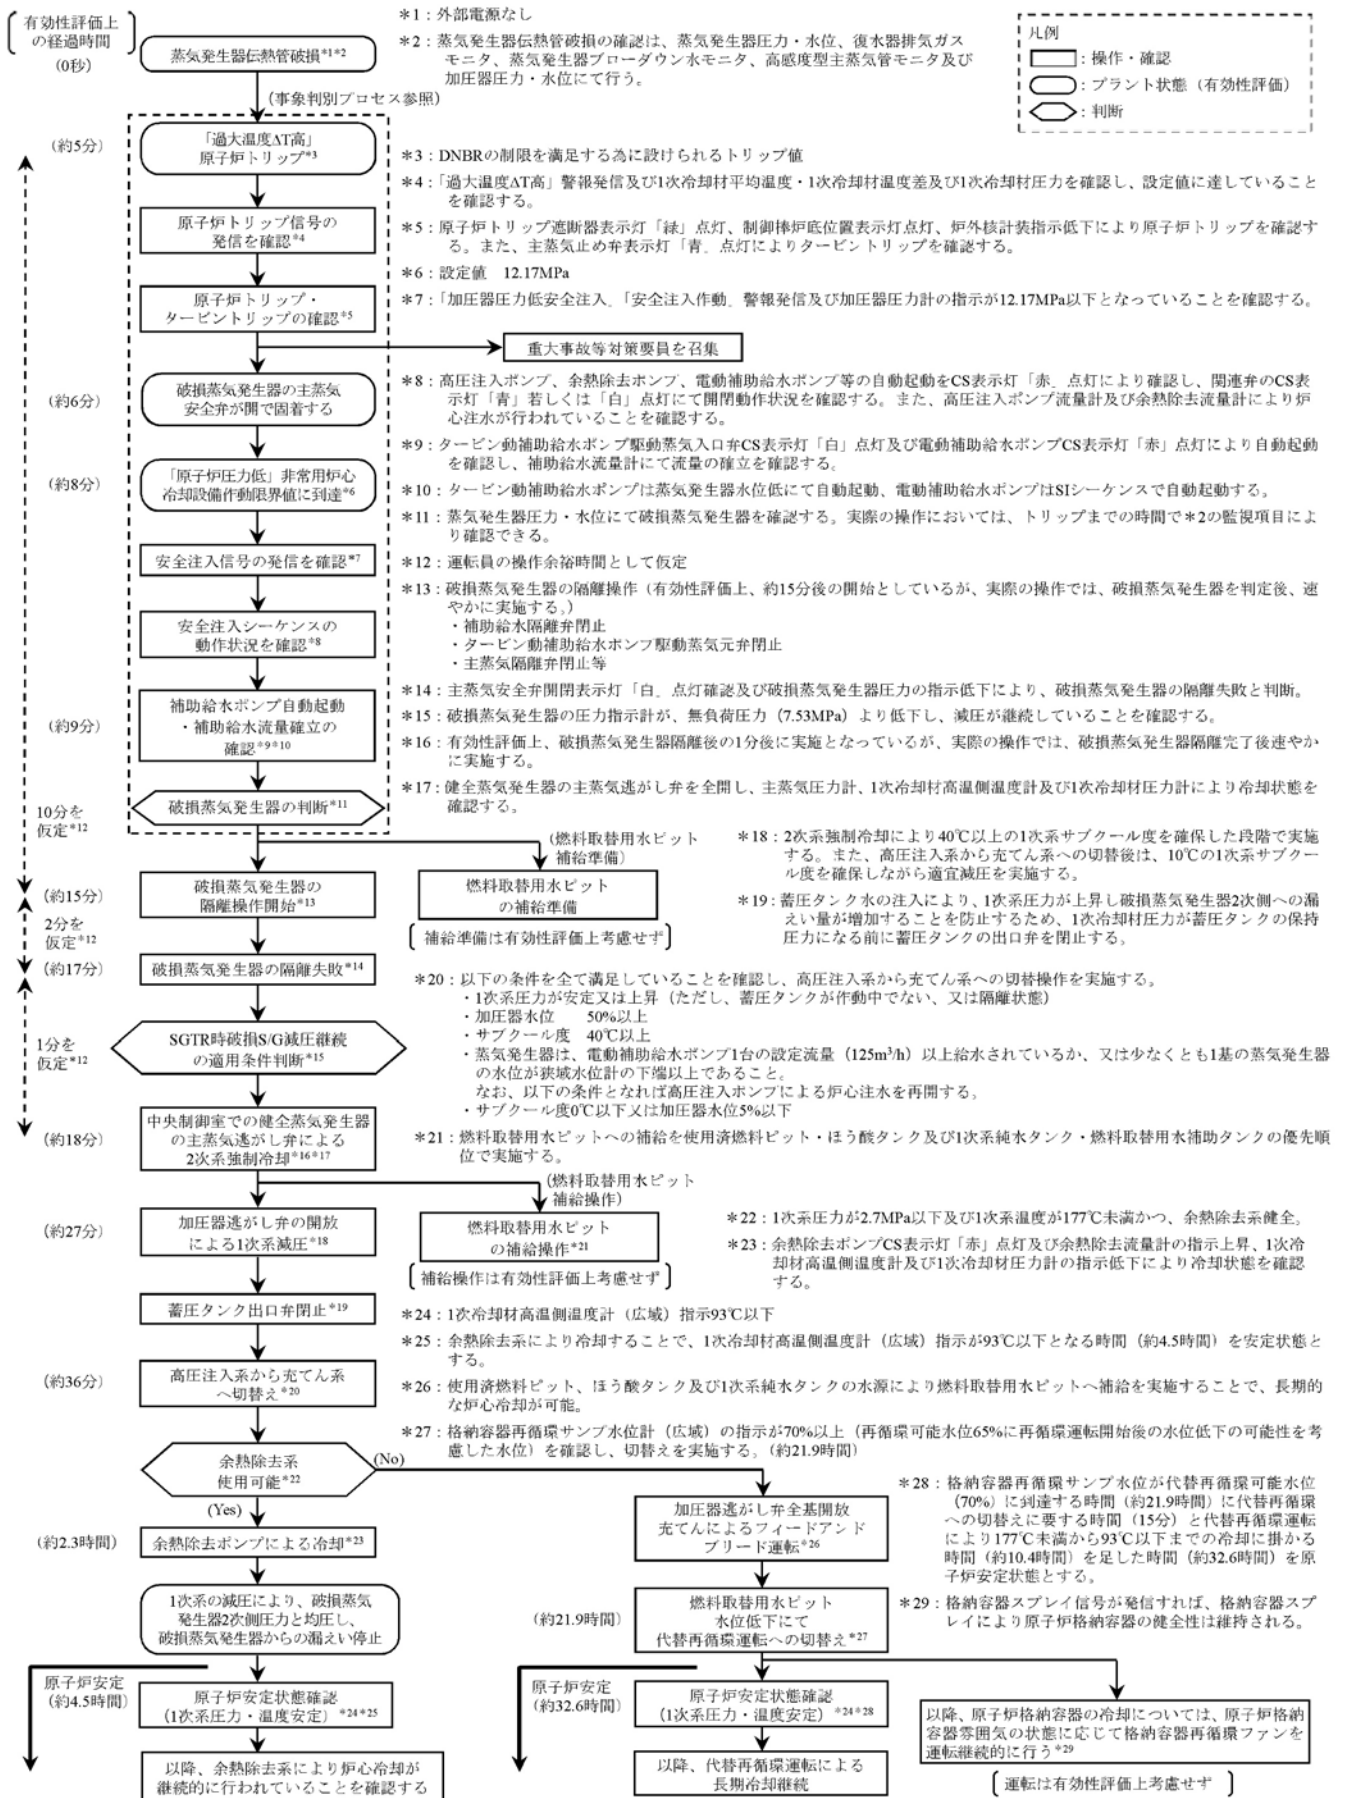 有効性評価上
の経過時間
(0秒)
蒸気発生器伝熱管破損*1*2
(事象判別プロセス参照)
*1：外部電源なし
*2：蒸気発生器伝熱管破損の確認は、蒸気発生器圧力・水位、復水器排気ガス
モニタ、蒸気発生器ブローダウン水モニタ、高感度型主蒸気管モニタ及び
加圧器圧力・水位にて行う。
凡例
：操作・確認
：プラント状態（有効性評価）
：判断
(約5分)
「過大温度ΔT高」
原子炉トリップ*3
原子炉トリップ信号の
発信を確認*4
原子炉トリップ・
タービントリップの確認*5
重大事故等対策要員を召集
*3：DNBRの制限を満足する為に設けられるトリップ値
*4：「過大温度ΔT高」警報発信及び1次冷却材平均温度・1次冷却材温度差及び1次冷却材圧力を確認し、設定値に達していること
を確認する。
*5：原子炉トリップ遮断器表示灯「緑」点灯、制御棒炉底位置表示灯点灯、炉外核計装指示低下により原子炉トリップを確認す
る。また、主蒸気止め弁表示灯「青」点灯によりタービントリップを確認する。
*6：設定値　12.17MPa
*7：「加圧器圧力低安全注入」「安全注入作動」警報発信及び加圧器圧力計の指示が12.17MPa以下となっていることを確認する。
(約6分)
破損蒸気発生器の主蒸気
安全弁が開で固着する
(約8分)
「原子炉圧力低」非常用炉心
冷却設備作動限界値に到達*6
安全注入信号の発信を確認*7
安全注入シーケンスの
動作状況を確認*8
(約9分)
補助給水ポンプ自動起動
・補助給水流量確立の
確認*9*10
破損蒸気発生器の判断*11
*8：高圧注入ポンプ、余熱除去ポンプ、電動補助給水ポンプ等の自動起動をCS表示灯「赤」点灯により確認し、関連弁のCS表
示灯「青」若しくは「白」点灯にて開閉動作状況を確認する。また、高圧注入ポンプ流量計及び余熱除去流量計により炉
心注水が行われていることを確認する。
*9：タービン動補助給水ポンプ駆動蒸気入口弁CS表示灯「白」点灯及び電動補助給水ポンプCS表示灯「赤」点灯により自動起動
を確認し、補助給水流量計にて流量の確立を確認する。
*10：タービン動補助給水ポンプは蒸気発生器水位低にて自動起動、電動補助給水ポンプはSIシーケンスで自動起動する。
*11：蒸気発生器圧力・水位にて破損蒸気発生器を確認する。実際の操作においては、トリップまでの時間で*2の監視項目によ
り確認できる。
*12：運転員の操作余裕時間として仮定
*13：破損蒸気発生器の隔離操作（有効性評価上、約15分後の開始としているが、実際の操作では、破損蒸気発生器を判定後、速
やかに実施する。）
・補助給水隔離弁閉止
・タービン動補助給水ポンプ駆動蒸気元弁閉止
・主蒸気隔離弁閉止等
*14：主蒸気安全弁開閉表示灯「白」点灯確認及び破損蒸気発生器圧力の指示低下により、破損蒸気発生器の隔離失敗と判断。
*15：破損蒸気発生器の圧力指示計が、無負荷圧力（7.53MPa）より低下し、減圧が継続していることを確認する。
*16：有効性評価上、破損蒸気発生器隔離後の1分後に実施となっているが、実際の操作では、破損蒸気発生器隔離完了後速やか
に実施する。
*17：健全蒸気発生器の主蒸気逃がし弁を全開し、主蒸気圧力計、1次冷却材高温側温度計及び1次冷却材圧力計により冷却状態を
確認する。
10分を
仮定*12
(約15分)
2分を
仮定*12
(約17分)
1分を
仮定*12
(約18分)
破損蒸気発生器の
隔離操作開始*13
(燃料取替用水ピット
補給準備)
燃料取替用水ピット
の補給準備
補給準備は有効性評価上考慮せず
破損蒸気発生器の隔離失敗*14
SGTR時破損S/G減圧継続
の適用条件判断*15
中央制御室での健全蒸気発生器
の主蒸気逃がし弁による
2次系強制冷却*16*17
*18：2次系強制冷却により40℃以上の1次系サブクール度を確保した段階で実施
する。また、高圧注入系から充てん系への切替後は、10℃の1次系サブクー
ル度を確保しながら適宜減圧を実施する。
*19：蓄圧タンク水の注入により、1次系圧力が上昇し破損蒸気発生器2次側への漏
えい量が増加することを防止するため、1次冷却材圧力が蓄圧タンクの保持
圧力になる前に蓄圧タンクの出口弁を閉止する。
*20：以下の条件を全て満足していることを確認し、高圧注入系から充てん系への切替操作を実施する。
・1次系圧力が安定又は上昇（ただし、蓄圧タンクが作動中でない、又は隔離状態）
・加圧器水位　　50%以上
・サブクール度　40℃以上
・蒸気発生器は、電動補助給水ポンプ1台の設定流量（125m³/h）以上給水されているか、又は少なくとも1基の蒸気発生器
の水位が狭域水位計の下端以上であること。
なお、以下の条件となれば高圧注入ポンプによる炉心注水を再開する。
・サブクール度0℃以下又は加圧器水位5%以下
*21：燃料取替用水ピットへの補給を使用済燃料ピット・ほう酸タンク及び1次系純水タンク・燃料取替用水補助タンクの優先順
位で実施する。
(燃料取替用水ピット
補給操作)
(約27分)
加圧器逃がし弁の開放
による1次系減圧*18
燃料取替用水ピット
の補給操作*21
補給操作は有効性評価上考慮せず
蓄圧タンク出口弁閉止*19
(約36分)
高圧注入系から充てん系
へ切替え*20
余熱除去系
使用可能*22
(No)
(Yes)
*22：1次系圧力が2.7MPa以下及び1次系温度が177℃未満かつ、余熱除去系健全。
*23：余熱除去ポンプCS表示灯「赤」点灯及び余熱除去流量計の指示上昇、1次冷
却材高温側温度計及び1次冷却材圧力計の指示低下により冷却状態を確認
する。
*24：1次冷却材高温側温度計（広域）指示93℃以下
*25：余熱除去系により冷却することで、1次冷却材高温側温度計（広域）指示が93℃以下となる時間（約4.5時間）を安定状態と
する。
*26：使用済燃料ピット、ほう酸タンク及び1次系純水タンクの水源により燃料取替用水ピットへ補給を実施することで、長期的
な炉心冷却が可能。
*27：格納容器再循環サンプ水位計（広域）の指示が70%以上（再循環可能水位65%に再循環運転開始後の水位低下の可能性を考
慮した水位）を確認し、切替えを実施する。（約21.9時間）
(約2.3時間)
余熱除去ポンプによる冷却*23
1次系の減圧により、破損蒸気
発生器2次側圧力と均圧し、
破損蒸気発生器からの漏えい停止
原子炉安定
(約4.5時間)
原子炉安定状態確認
(1次系圧力・温度安定) *24*25
以降、余熱除去系により炉心冷却が
継続的に行われていることを確認する
加圧器逃がし弁全基開放
充てんによるフィードアンド
ブリード運転*26
(約21.9時間)
燃料取替用水ピット
水位低下にて
代替再循環運転への切替え*27
原子炉安定
(約32.6時間)
原子炉安定状態確認
(1次系圧力・温度安定) *24*28
以降、代替再循環運転による
長期冷却継続
*28：格納容器再循環サンプ水位が代替再循環可能水位
（70%）に到達する時間（約21.9時間）に代替再循環
への切替えに要する時間（15分）と代替再循環運転
により177℃未満から93℃以下までの冷却に掛かる
時間（約10.4時間）を足した時間（約32.6時間）を原
子炉安定状態とする。
*29：格納容器スプレイ信号が発信すれば、格納容器スプ
レイにより原子炉格納容器の健全性は維持される。
以降、原子炉格納容器の冷却については、原子炉格納
容器雰囲気の状態に応じて格納容器再循環ファンを
運転継続的に行う*29
運転は有効性評価上考慮せず